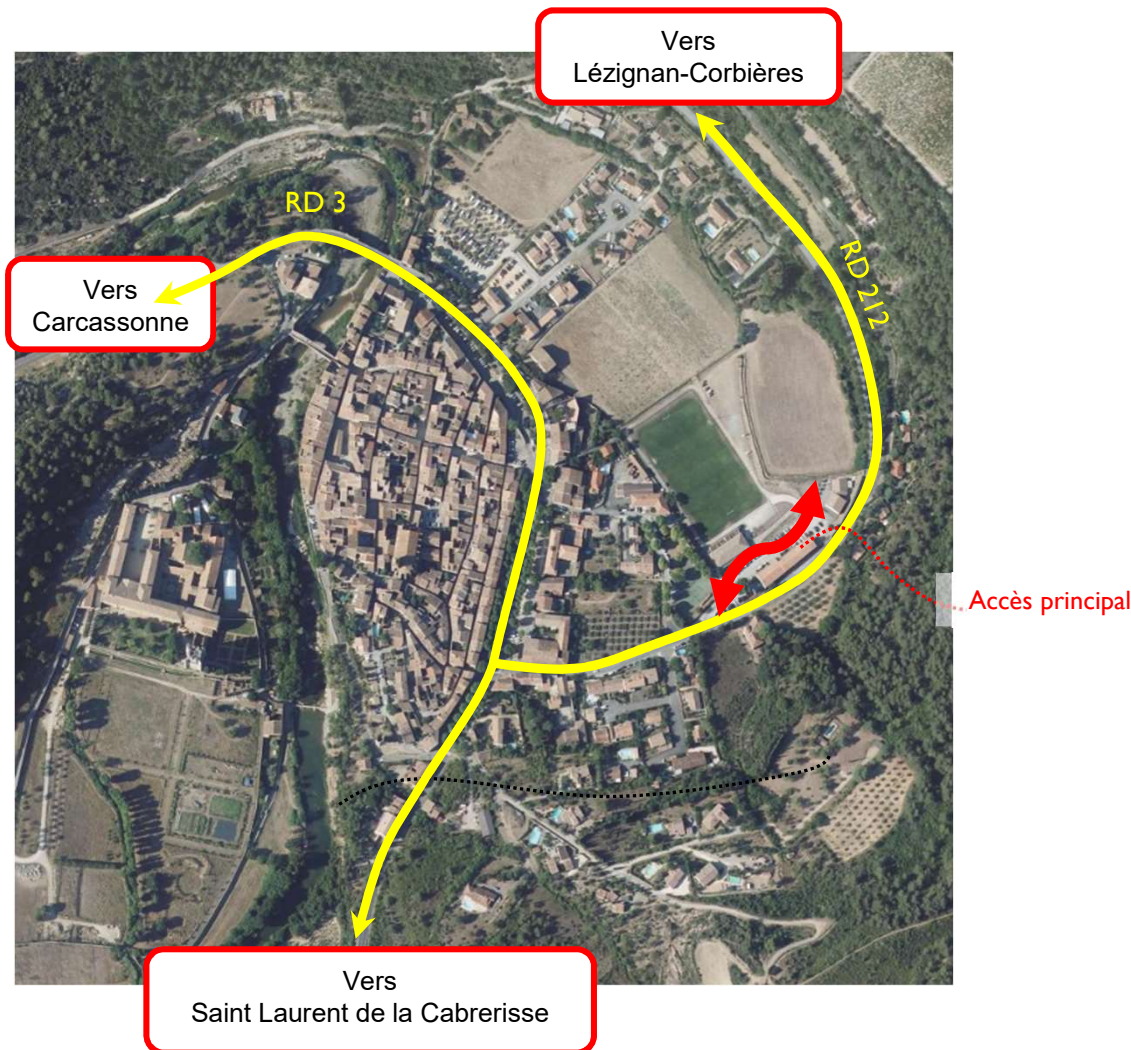 Vers
Lézignan-Corbières
RD 3
RD 212
Vers
Carcassonne
Accès principal
Vers
Saint Laurent de la Cabrerisse